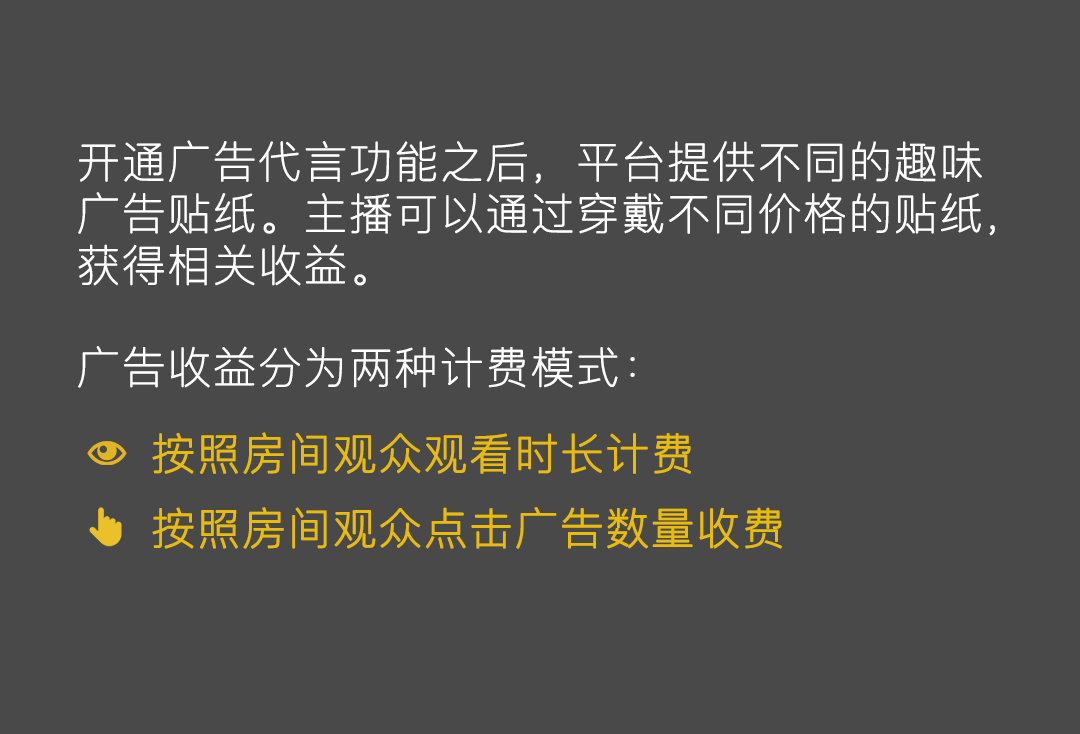 开通广告代言功能之后，平台提供不同的趣味
广告贴纸。主播可以通过穿戴不同价格的贴纸，
获得相关收益。
广告收益分为两种计费模式：
按照房间观众观看时长计费
按照房间观众点击广告数量收费